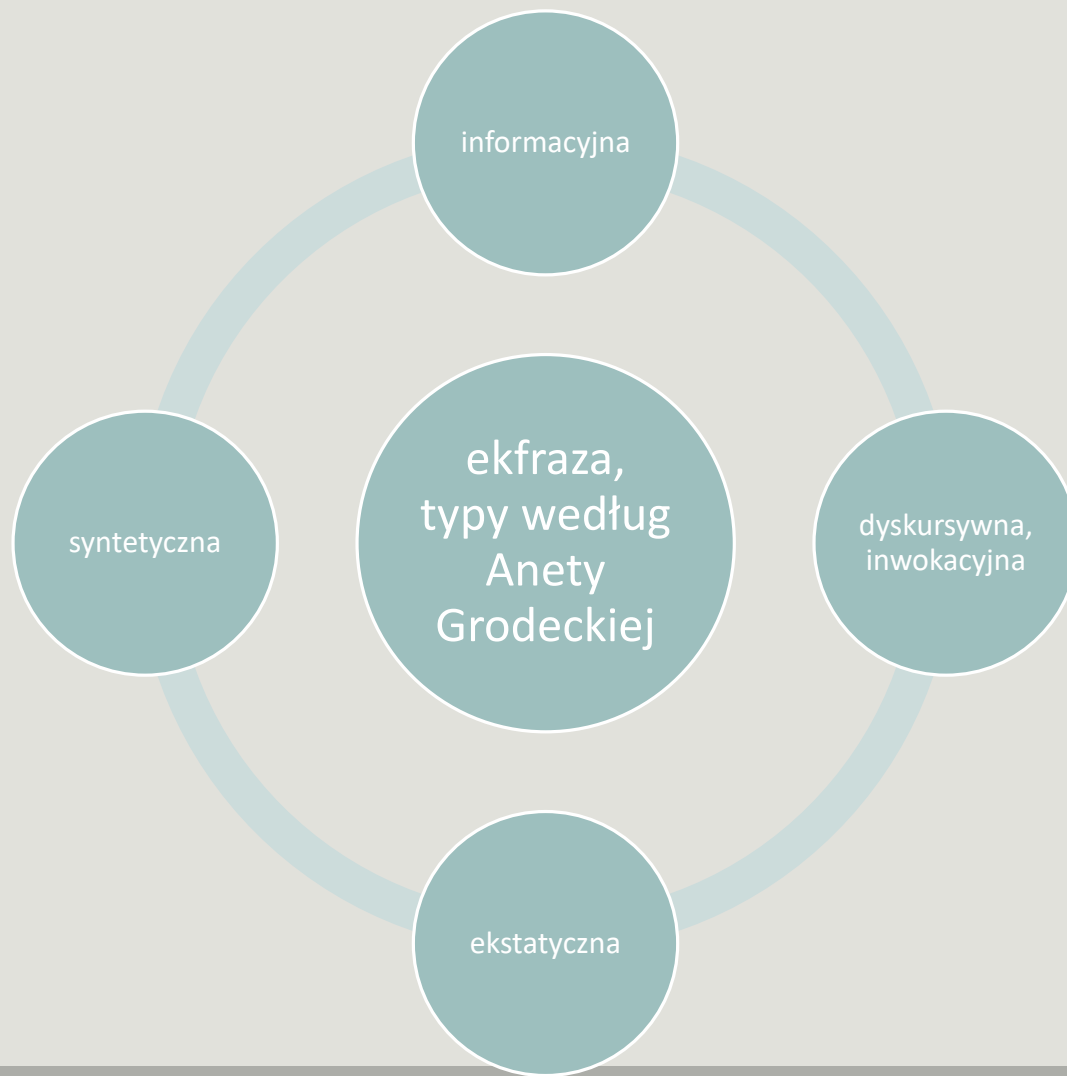 informacyjna
ekfraza,
typy według
Anety
Grodeckiej
syntetyczna
dyskursywna,
inwokacyjna
ekstatyczna